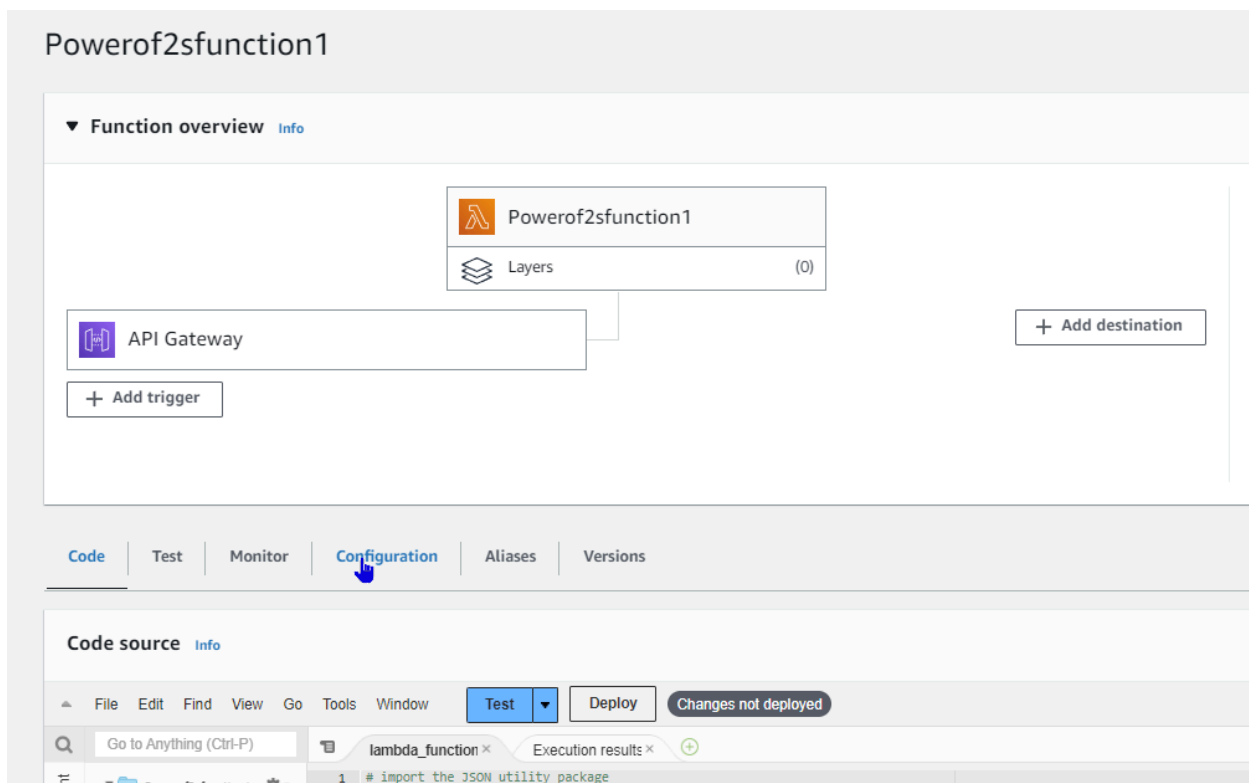 Powerof2sfunction1
Function overview Info
Powerof2sfunction1
Layers (0)
API Gateway
+ Add destination
+ Add trigger
Code Test Monitor Configuration Aliases Versions
Code source Info
File Edit Find View Go Tools Window Test Deploy Changes not deployed
Go to Anything (Ctrl-P) lambda_function × Execution results ×
1 # import the JSON utility package